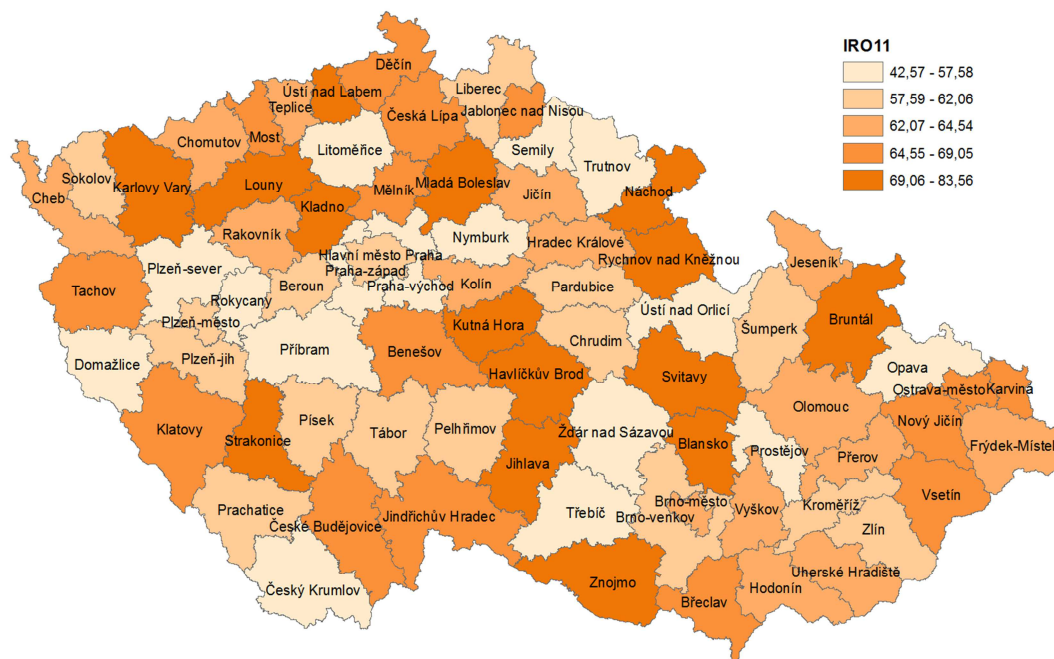 IRO11
42,57 - 57,58
57,59 - 62,06
62,07 - 64,54
64,55 - 69,05
69,06 - 83,56
Děčín
Ústí nad Labem
Liberec
Teplice
Jablonec nad Nisou
Česká Lípa
Most
Chomutov
Litoměřice
Semily
Trutnov
Sokolov
Karlovy Vary
Louny
Mělník
Mladá Boleslav
Náchod
Cheb
Kladno
Jičín
Rakovník
Nymburk
Hradec Králové
Hlavní město Praha
Rychnov nad Kněžnou
Plzeň-sever
Praha-západ
Jeseník
Tachov
Rokycany
Beroun
Praha-východ
Kolín
Pardubice
Ústí nad Orlicí
Plzeň-město
Kutná Hora
Šumperk
Bruntál
Domažlice
Plzeň-jih
Příbram
Benešov
Chrudim
Opava
Havlíčkův Brod
Svitavy
Ostrava-město
Karviná
Olomouc
Klatovy
Strakonice
Písek
Tábor
Pelhřimov
Žďár nad Sázavou
Blansko
Nový Jičín
Frýdek-Místek
Prostějov
Přerov
Jihlava
Vsetín
Prachatice
České Budějovice
Jindřichův Hradec
Třebíč
Brno-město
Brno-venkov
Vyškov
Kroměříž
Zlín
Uherské Hradiště
Český Krumlov
Znojmo
Břeclav
Hodonín